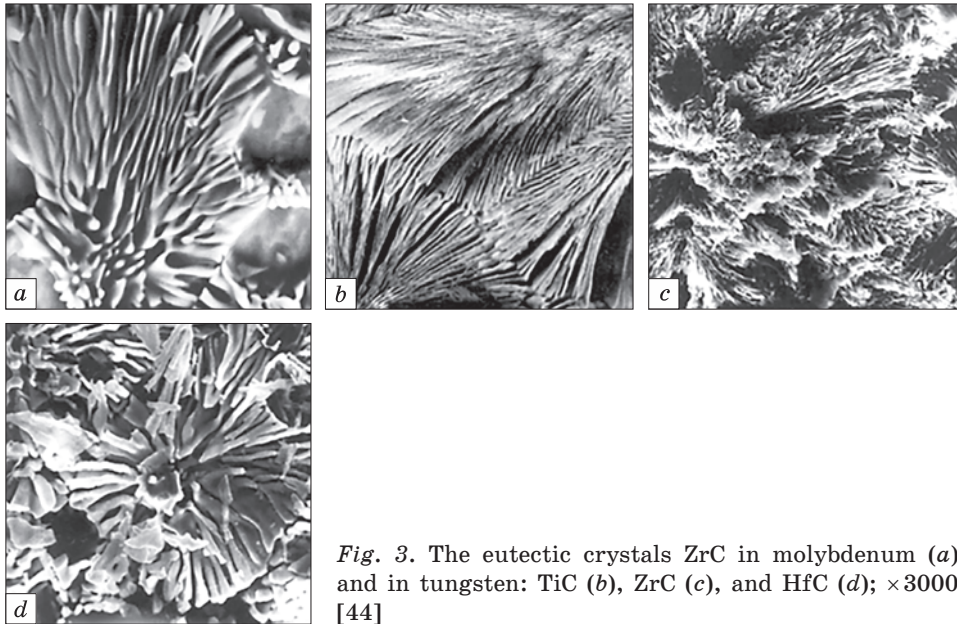 a
b
c
d
Fig. 3. The eutectic crystals ZrC in molybdenum (a)
and in tungsten: TiC (b), ZrC (c), and HfC (d); ×3000
[44]